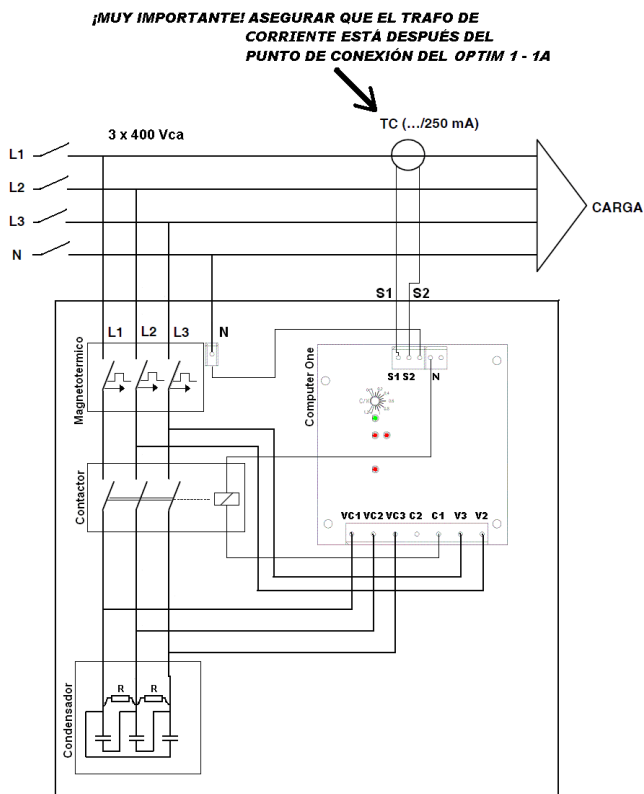 ¡MUY IMPORTANTE! ASEGURAR QUE EL TRAFO DE
CORRIENTE ESTÁ DESPUÉS DEL
PUNTO DE CONEXIÓN DEL OPTIM 1 - 1A
TC (.../250 mA)
3 x 400 Vca
L1
L2
L3
N
CARGA
S1 S2
L1 L2 L3 N
Magnetotermico
Computer One
S1 S2 N
Contactor
VC1 VC2 VC3 C2 C1 V3 V2
Condensador
R R